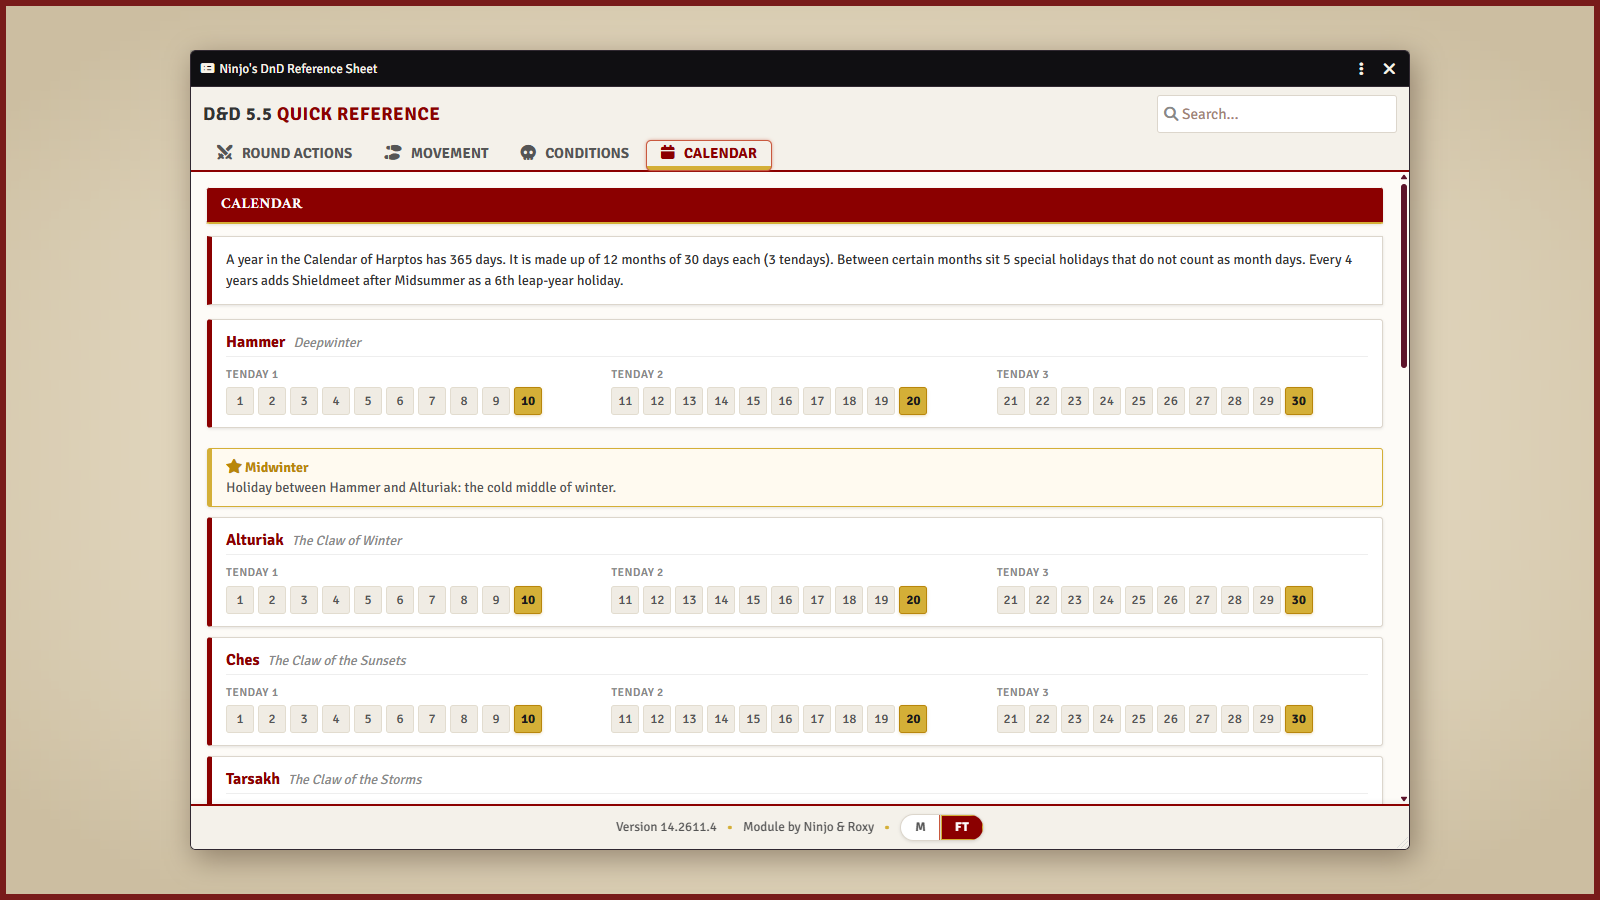 Ninjo's DnD Reference Sheet
D&D 5.5 QUICK REFERENCE
Search...
ROUND ACTIONS MOVEMENT CONDITIONS CALENDAR
CALENDAR
A year in the Calendar of Harptos has 365 days. It is made up of 12 months of 30 days each (3 tendays). Between certain months sit 5 special holidays that do not count as month days. Every 4
years adds Shieldmeet after Midsummer as a 6th leap-year holiday.
Hammer Deepwinter
TENDAY 1 TENDAY 2 TENDAY 3
1 2 3 4 5 6 7 8 9 10 11 12 13 14 15 16 17 18 19 20 21 22 23 24 25 26 27 28 29 30
Midwinter
Holiday between Hammer and Alturiak: the cold middle of winter.
Alturiak The Claw of Winter
TENDAY 1 TENDAY 2 TENDAY 3
1 2 3 4 5 6 7 8 9 10 11 12 13 14 15 16 17 18 19 20 21 22 23 24 25 26 27 28 29 30
Ches The Claw of the Sunsets
TENDAY 1 TENDAY 2 TENDAY 3
1 2 3 4 5 6 7 8 9 10 11 12 13 14 15 16 17 18 19 20 21 22 23 24 25 26 27 28 29 30
Tarsakh The Claw of the Storms
Version 14.2611.4 Module by Ninjo & Roxy M FT